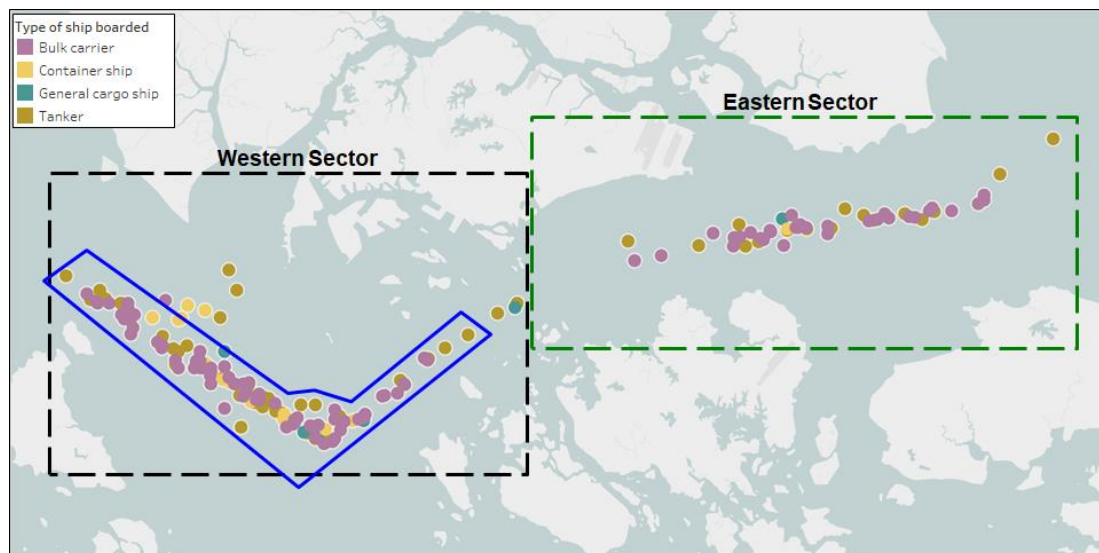 Type of ship boarded
Bulk carrier
Container ship
General cargo ship
Tanker
Eastern Sector
Western Sector